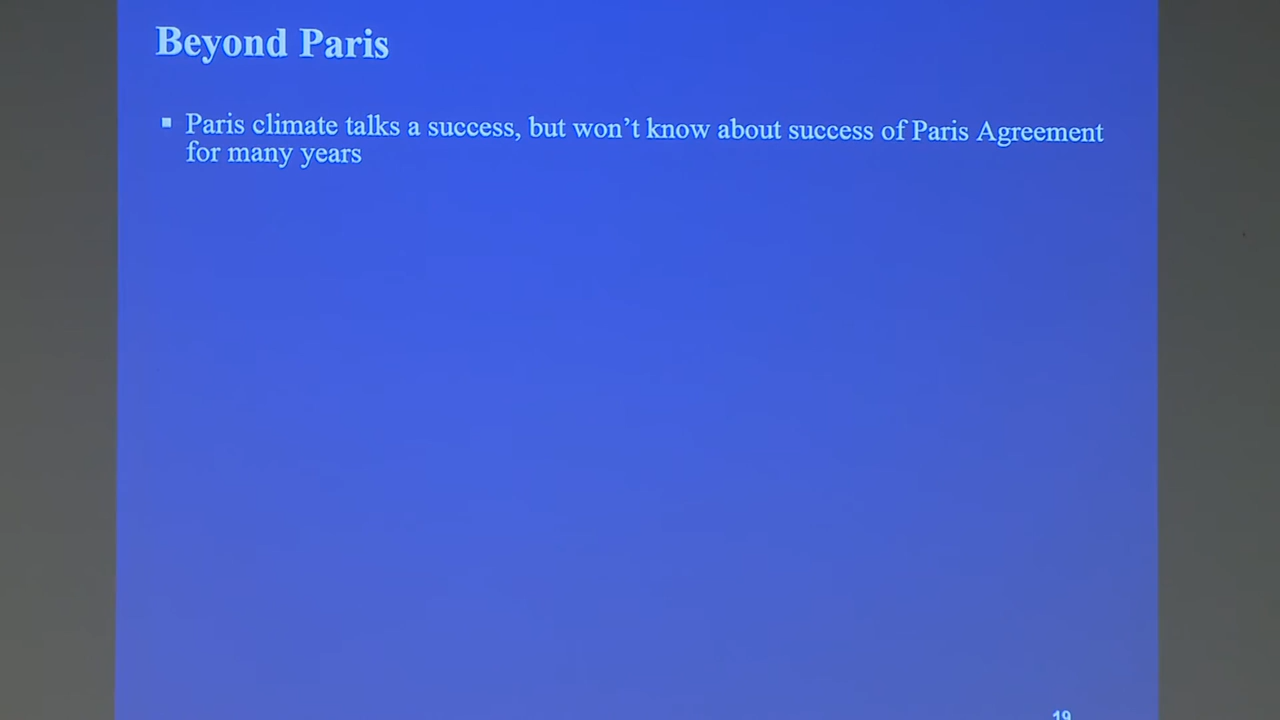 Beyond Paris
▪ Paris climate talks a success, but won’t know about success of Paris Agreement
for many years
19